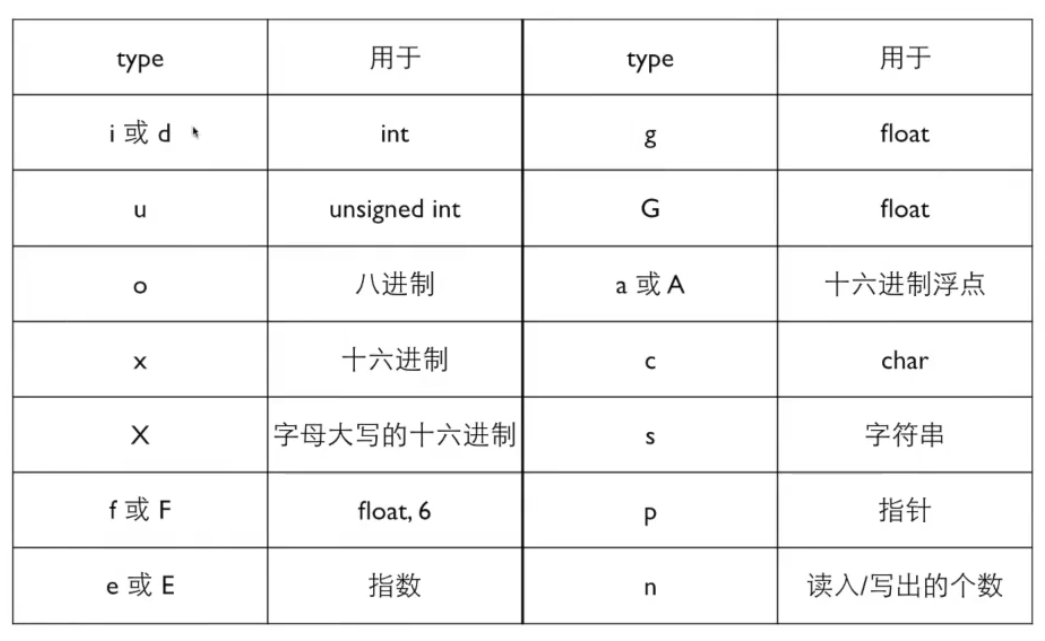 type 用于 type 用于
i 或 d int g float
u unsigned int G float
o 八进制 a 或 A 十六进制浮点
x 十六进制 c char
X 字母大写的十六进制 s 字符串
f 或 F float, 6 p 指针
e 或 E 指数 n 读入/写出的个数